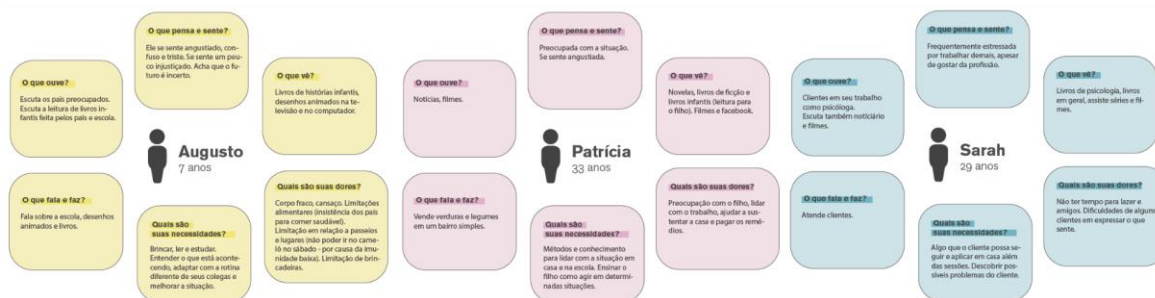 O que pensa e sente?
Ele se sente angustiado, con-
fuso e triste. Se sente um pou-
co injustiçado. Acha que o fu-
turo é incerto.
O que ouve?
Escuta os pais preocupados.
Escuta a leitura de livros in-
fantis feita pelos pais e escola.
O que vê?
Livros de histórias infantis,
desenhos animados na te-
levisão e no computador.
Augusto
7 anos
O que fala e faz?
Fala sobre a escola, desenhos
animados e livros.
Quais são
suas necessidades?
Brincar, ler e estudar.
Entender o que está aconte-
cendo, adaptar com a rotina
diferente de seus colegas e
melhorar a situação.
Quais são suas dores?
Corpo fraco, cansaço. Limitações
alimentares (insistência dos pais
para comer saudável).
Limitação em relação a passeios
e lugares (não poder ir no came-
lô no sábado - por causa da imu-
nidade baixa). Limitação de brin-
cadeiras.
O que pensa e sente?
Preocupada com a situação.
Se sente angustiada.
O que ouve?
Notícias, filmes.
O que vê?
Novelas, livros de ficção e
livros infantis (leitura para
o filho). Filmes e facebook.
Patrícia
33 anos
O que fala e faz?
Vende verduras e legumes
em um bairro simples.
Quais são
suas necessidades?
Métodos e conhecimento
para lidar com a situação em
casa e na escola. Ensinar o
filho como agir em determi-
nadas situações.
Quais são suas dores?
Preocupação com o filho, lidar
com o trabalho, ajudar a sus-
tentar a casa e pagar os remé-
dios.
O que pensa e sente?
Frequentemente estressada
por trabalhar demais, apesar
de gostar da profissão.
O que ouve?
Clientes em seu trabalho
como psicóloga.
Escuta também noticiário
e filmes.
O que vê?
Livros de psicologia, livros
em geral, assiste séries e fil-
mes.
Sarah
29 anos
O que fala e faz?
Atende clientes.
Quais são
suas necessidades?
Algo que o cliente possa se-
guir e aplicar em casa além
das sessões. Descobrir pos-
síveis problemas do cliente.
Quais são suas dores?
Não ter tempo para lazer e
amigos. Dificuldades de alguns
clientes em expressar o que
sente.